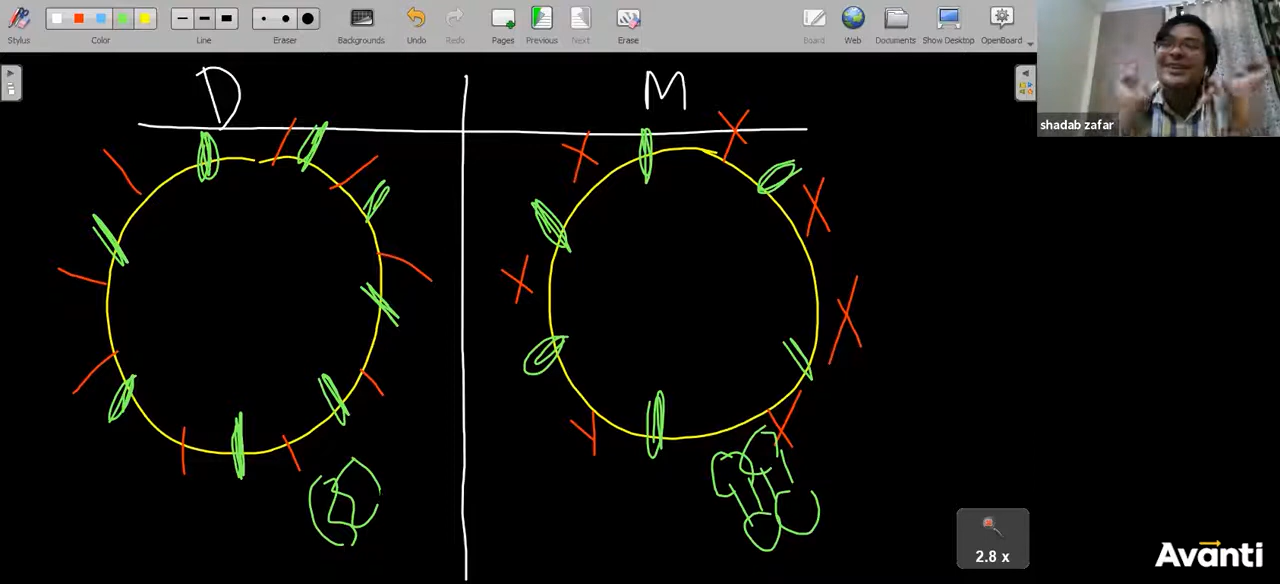 Stylus
Color
Line
Eraser
Backgrounds
Undo
Redo
Pages
Previous
Next
Erase
Board
Web
Documents
Show Desktop
OpenBoard
shadab zafar
D
M
2.8 x
Avanti